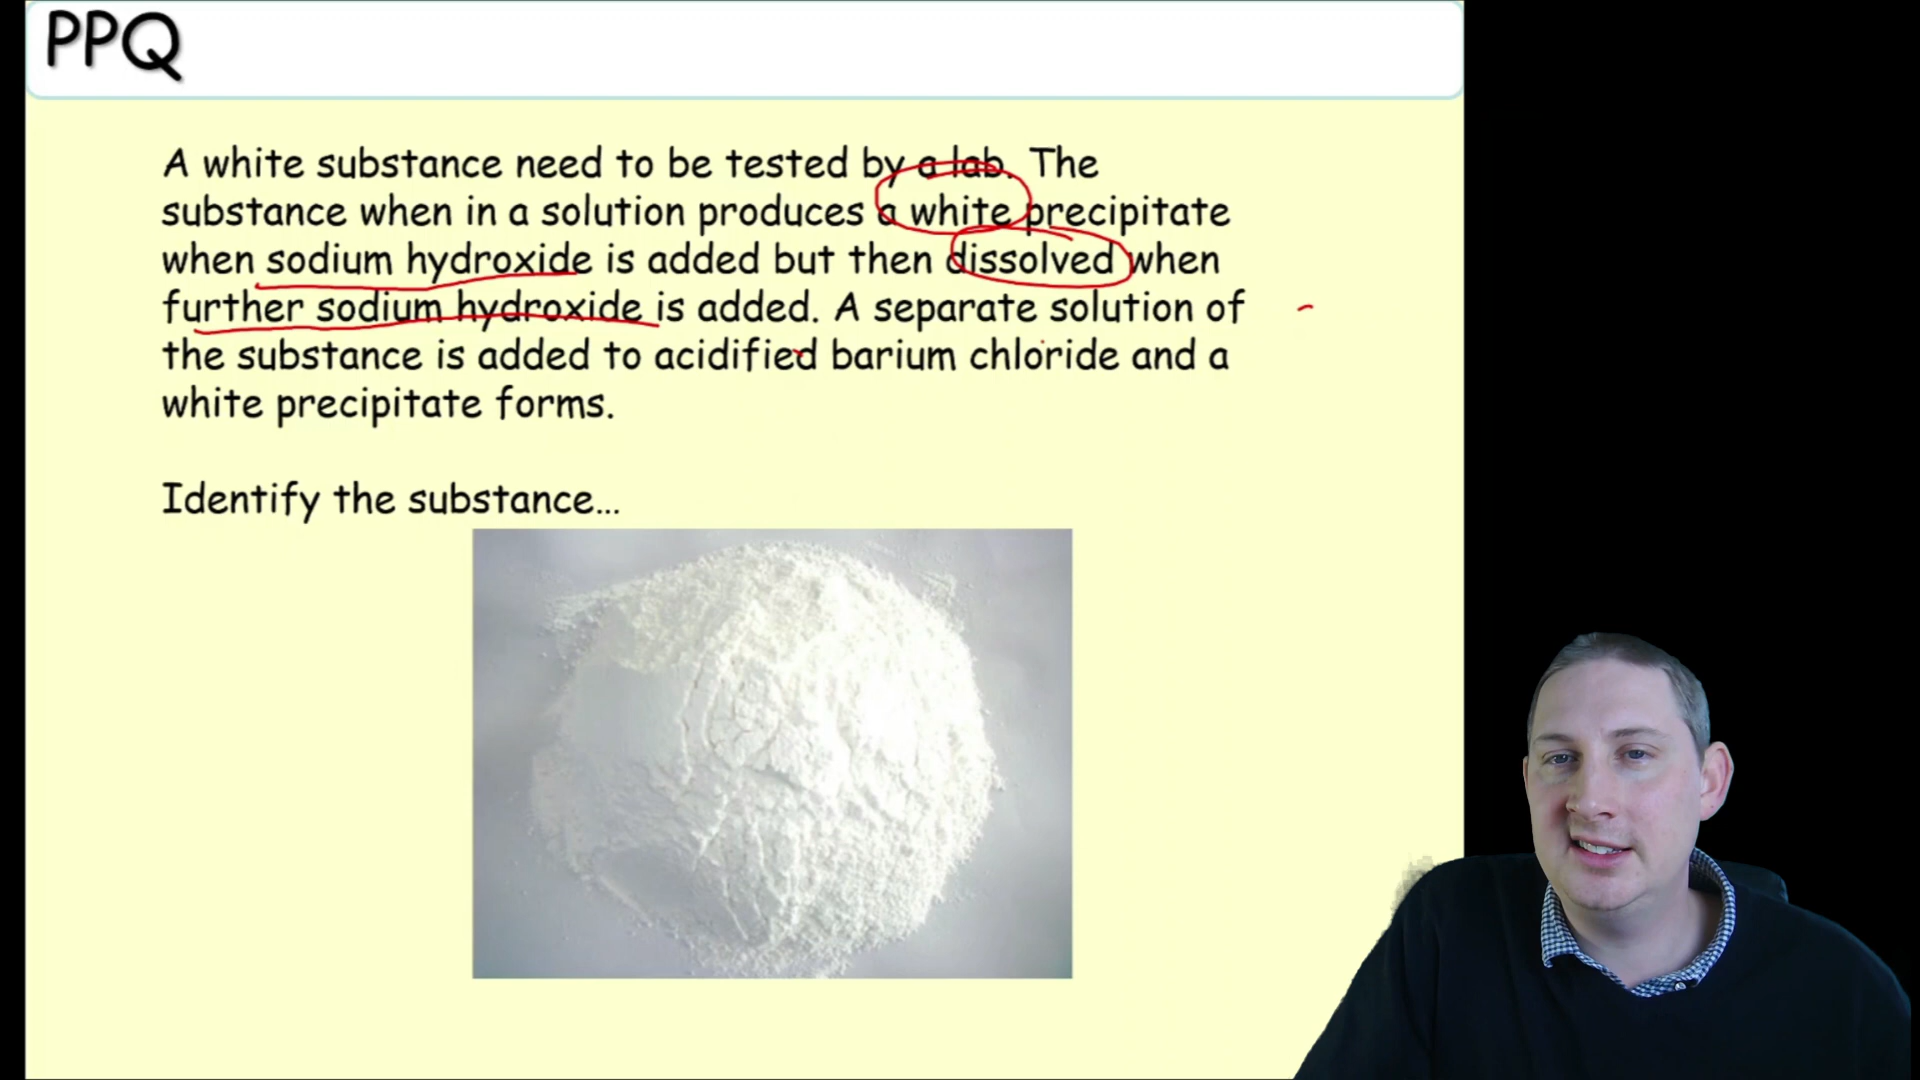 PPQ
A white substance need to be tested by a lab. The
substance when in a solution produces a white precipitate
when sodium hydroxide is added but then dissolved when
further sodium hydroxide is added. A separate solution of
the substance is added to acidified barium chloride and a
white precipitate forms.
Identify the substance...